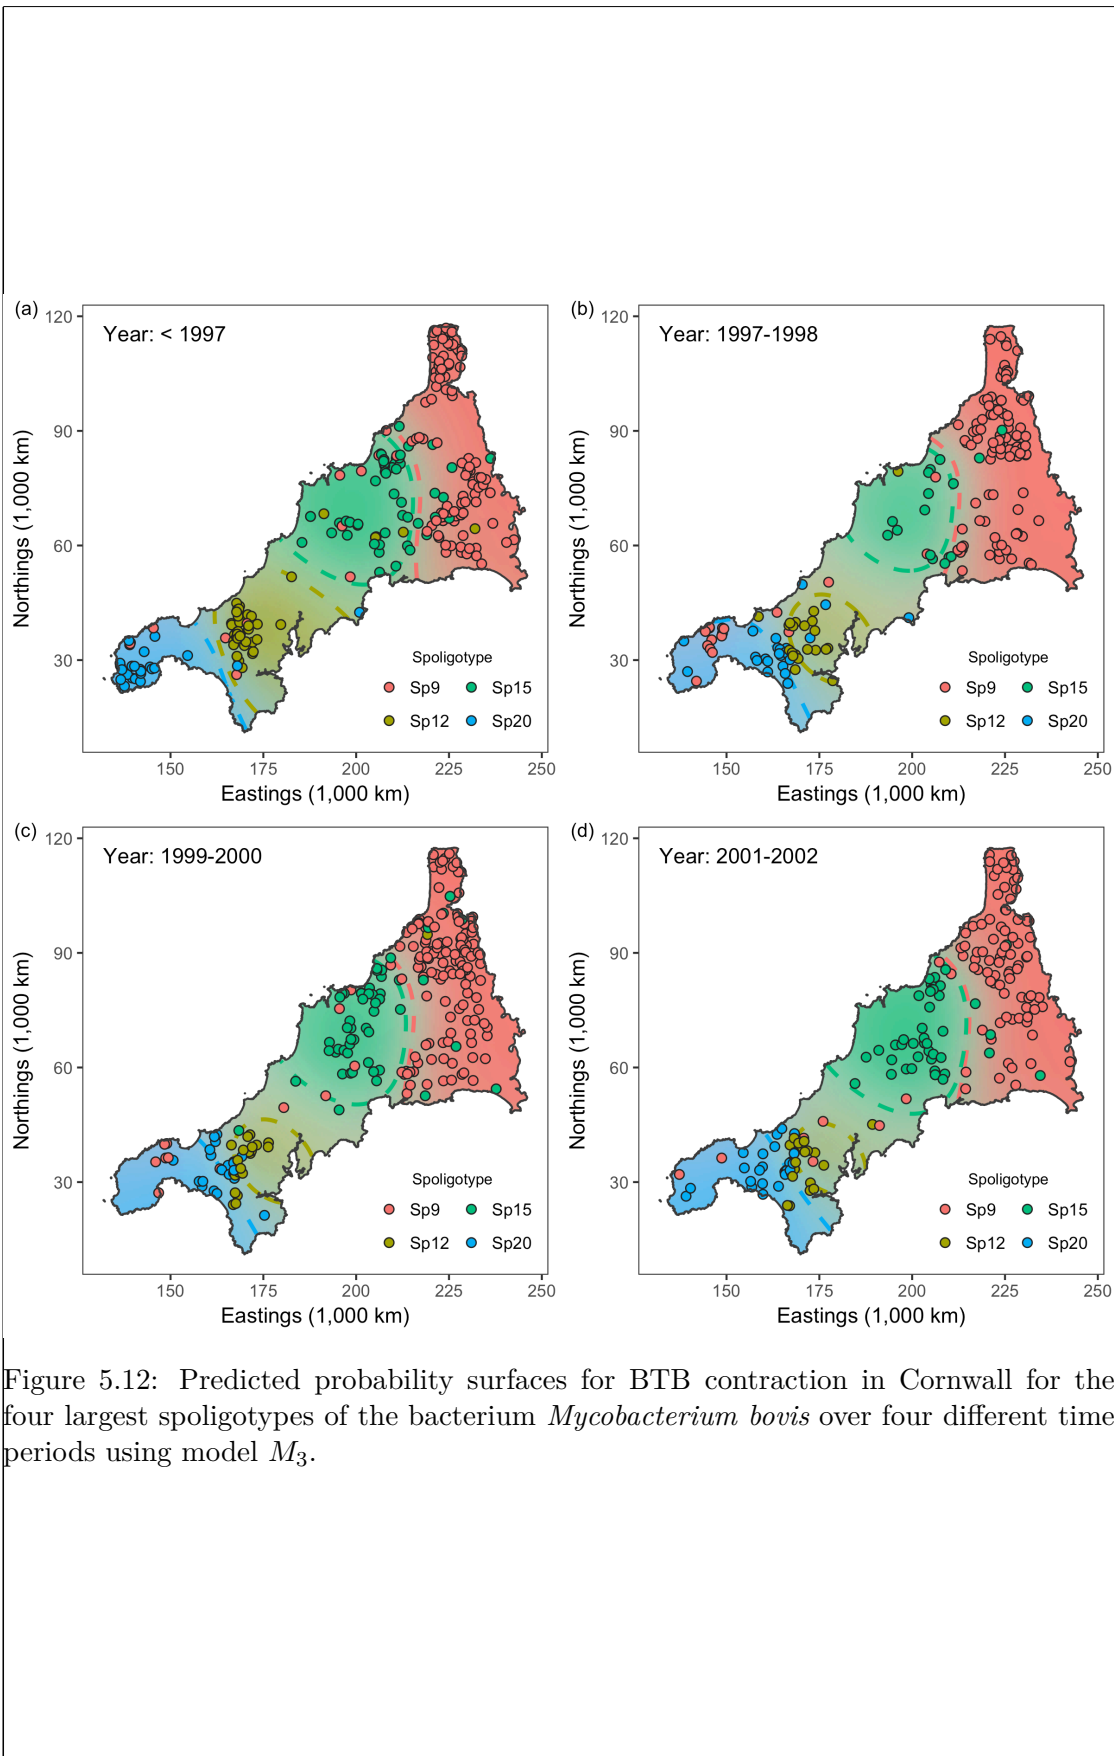 (a)
Year: < 1997
120
90
60
30
Northings (1,000 km)
150 175 200 225 250
Eastings (1,000 km)
Spoligotype
Sp9 Sp15
Sp12 Sp20
(b)
Year: 1997-1998
120
90
60
30
Northings (1,000 km)
150 175 200 225 250
Eastings (1,000 km)
Spoligotype
Sp9 Sp15
Sp12 Sp20
(c)
Year: 1999-2000
120
90
60
30
Northings (1,000 km)
150 175 200 225 250
Eastings (1,000 km)
Spoligotype
Sp9 Sp15
Sp12 Sp20
(d)
Year: 2001-2002
120
90
60
30
Northings (1,000 km)
150 175 200 225 250
Eastings (1,000 km)
Spoligotype
Sp9 Sp15
Sp12 Sp20
Figure 5.12: Predicted probability surfaces for BTB contraction in Cornwall for the
four largest spoligotypes of the bacterium Mycobacterium bovis over four different time
periods using model M₃.